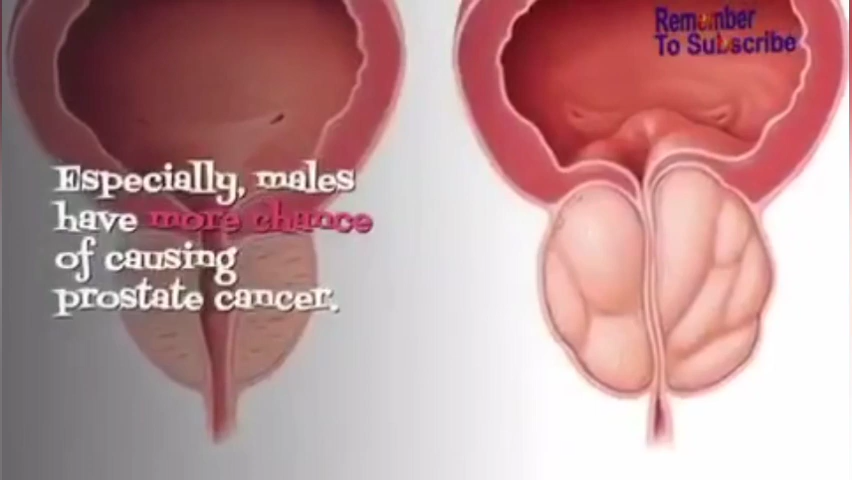 Remember
To Subscribe
Especially, males
have more chance
of causing
prostate cancer.